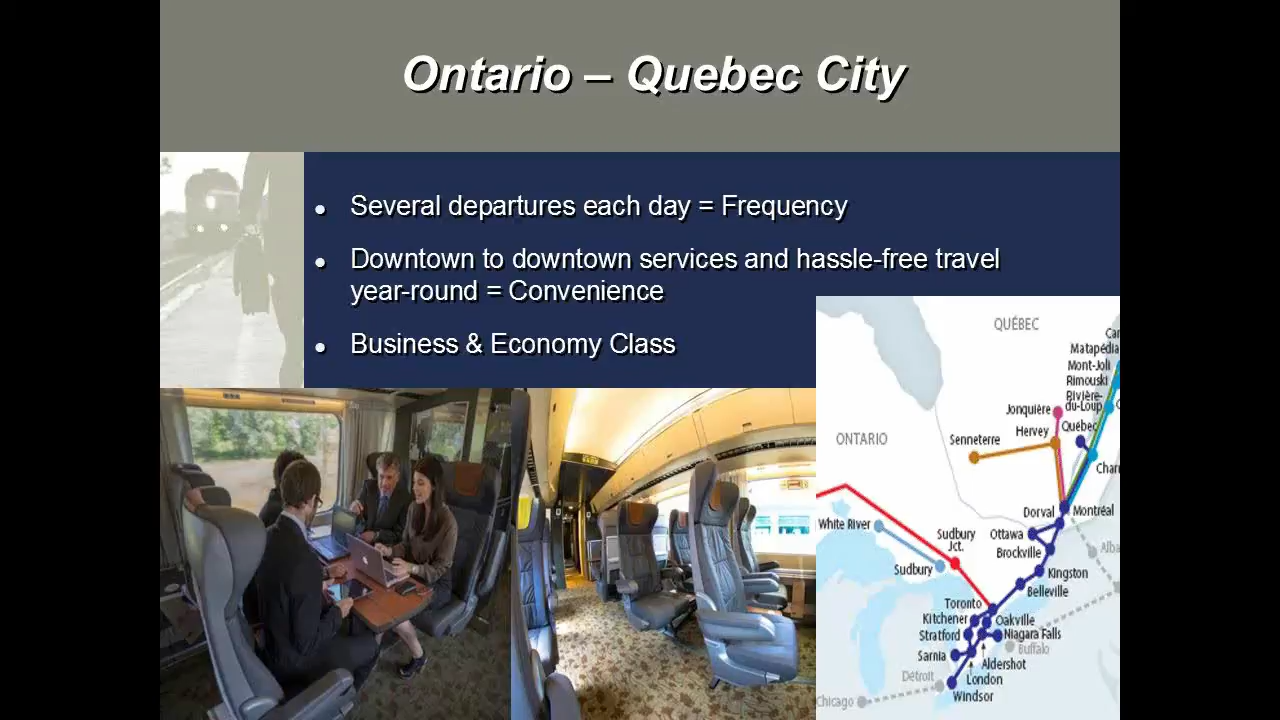 Ontario – Quebec City
Several departures each day = Frequency
Downtown to downtown services and hassle-free travel
year-round = Convenience
Business & Economy Class
QUÉBEC
Matapédia
Mont-Joli
Rimouski
Rivière-
du-Loup
Jonquière
Québec
Hervey
ONTARIO
Senneterre
Dorval
Montréal
White River
Ottawa
Sudbury
Jct.
Brockville
Sudbury
Kingston
Belleville
Toronto
Kitchener
Oakville
Stratford
Niagara Falls
Buffalo
Sarnia
Aldershot
Détroit
London
Windsor
Chicago